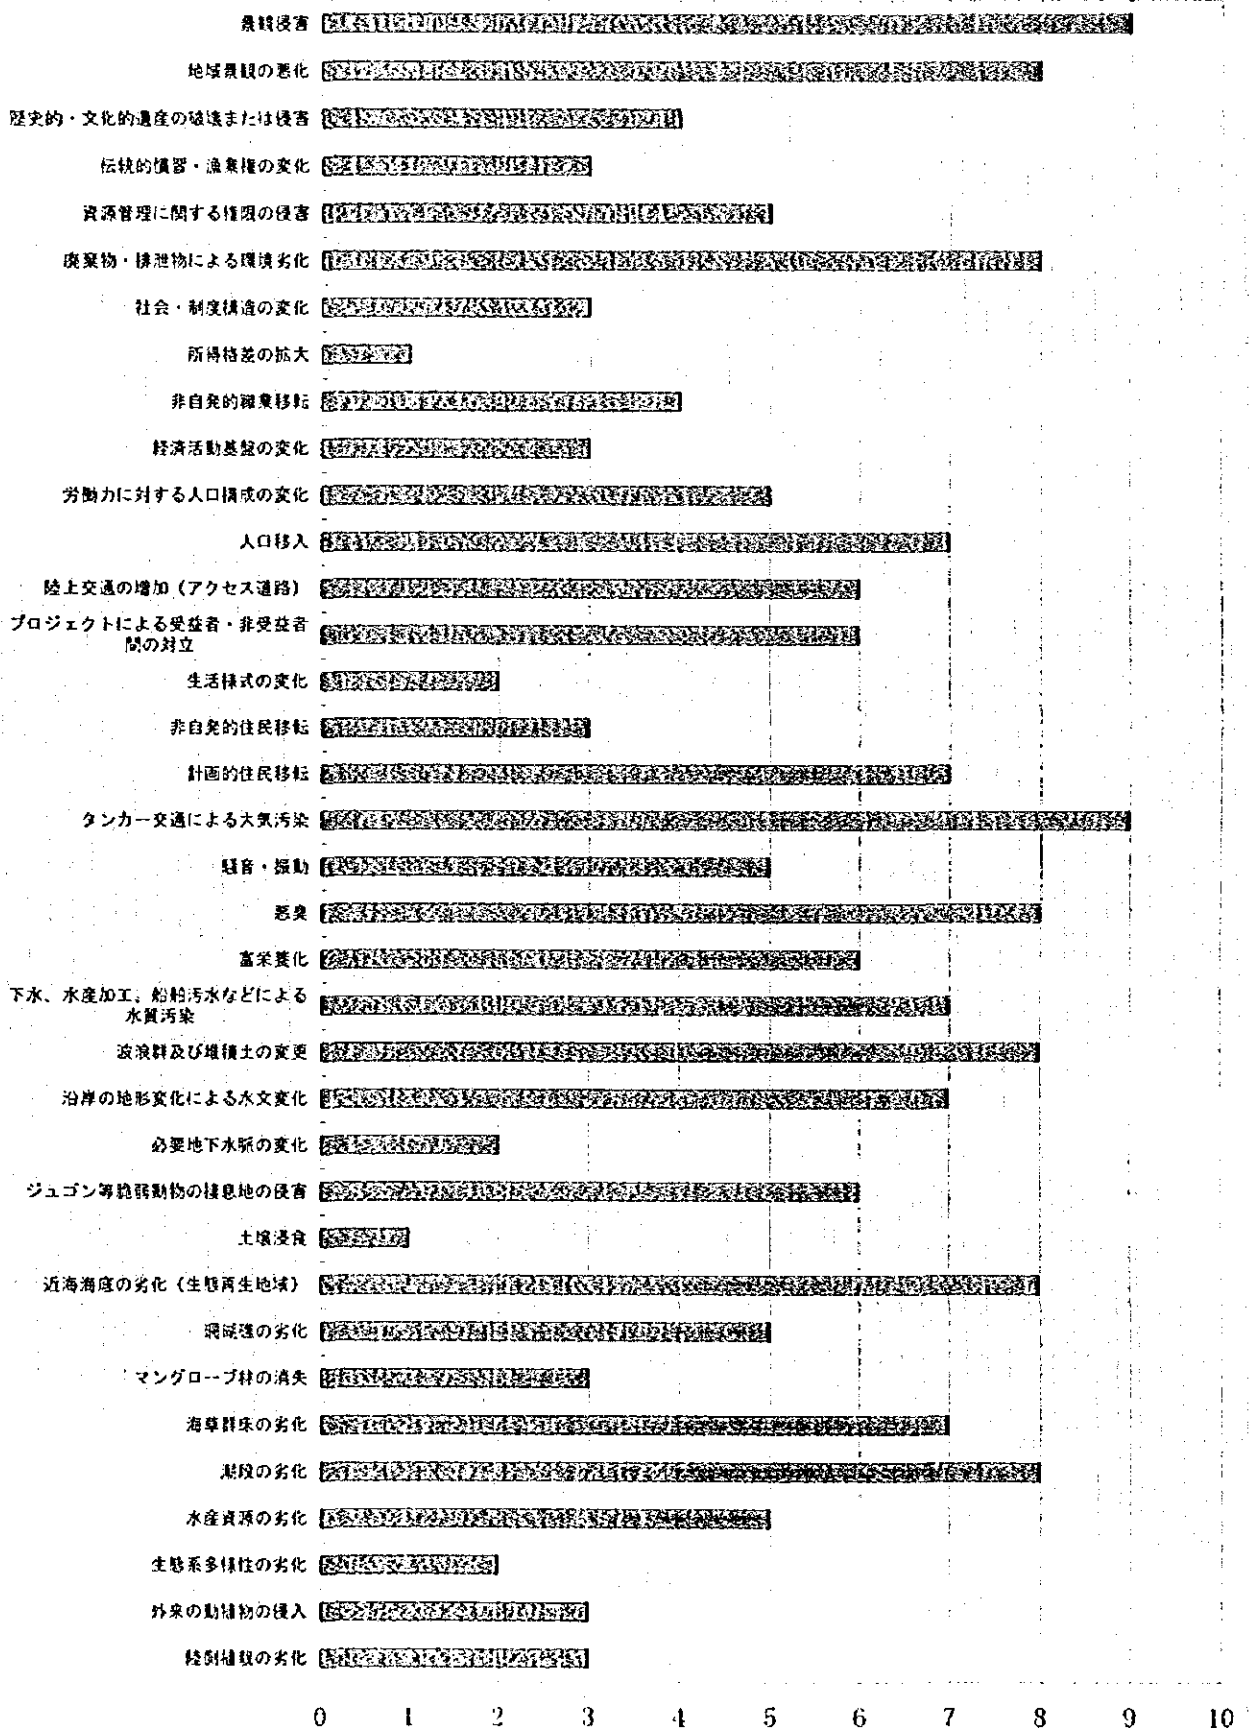 景観侵害
地域景観の悪化
歴史的・文化的遺産の破壊または侵害
伝統的慣習・漁業権の変化
資源管理に関する権限の侵害
廃棄物・排泄物による環境劣化
社会・制度構造の変化
所得格差の拡大
非自発的職業移転
経済活動基盤の変化
労働力に対する人口構成の変化
人口移入
陸上交通の増加（アクセス道路）
プロジェクトによる受益者・非受益者
間の対立
生活様式の変化
非自発的住民移転
計画的住民移転
タンカー交通による大気汚染
騒音・振動
悪臭
富栄養化
下水、水産加工、船舶汚水などによる
水質汚染
波浪群及び堆積土の変更
沿岸の地形変化による水文変化
必要地下水脈の変化
ジュゴン等脆弱動物の棲息地の侵害
土壌浸食
近海海底の劣化（生態再生地域）
の劣化
マングローブ林の消失
海草群床の劣化
の劣化
水産資源の劣化
生態系多様性の劣化
外来の動植物の侵入
陸側植物の劣化
0 1 2 3 4 5 6 7 8 9 10